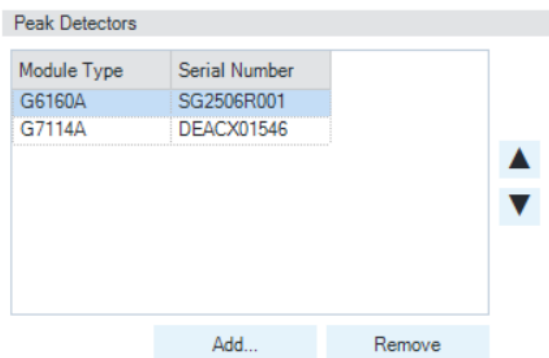 Peak Detectors
Module Type Serial Number
G6160A SG2506R001
G7114A DEACX01546
Add... Remove